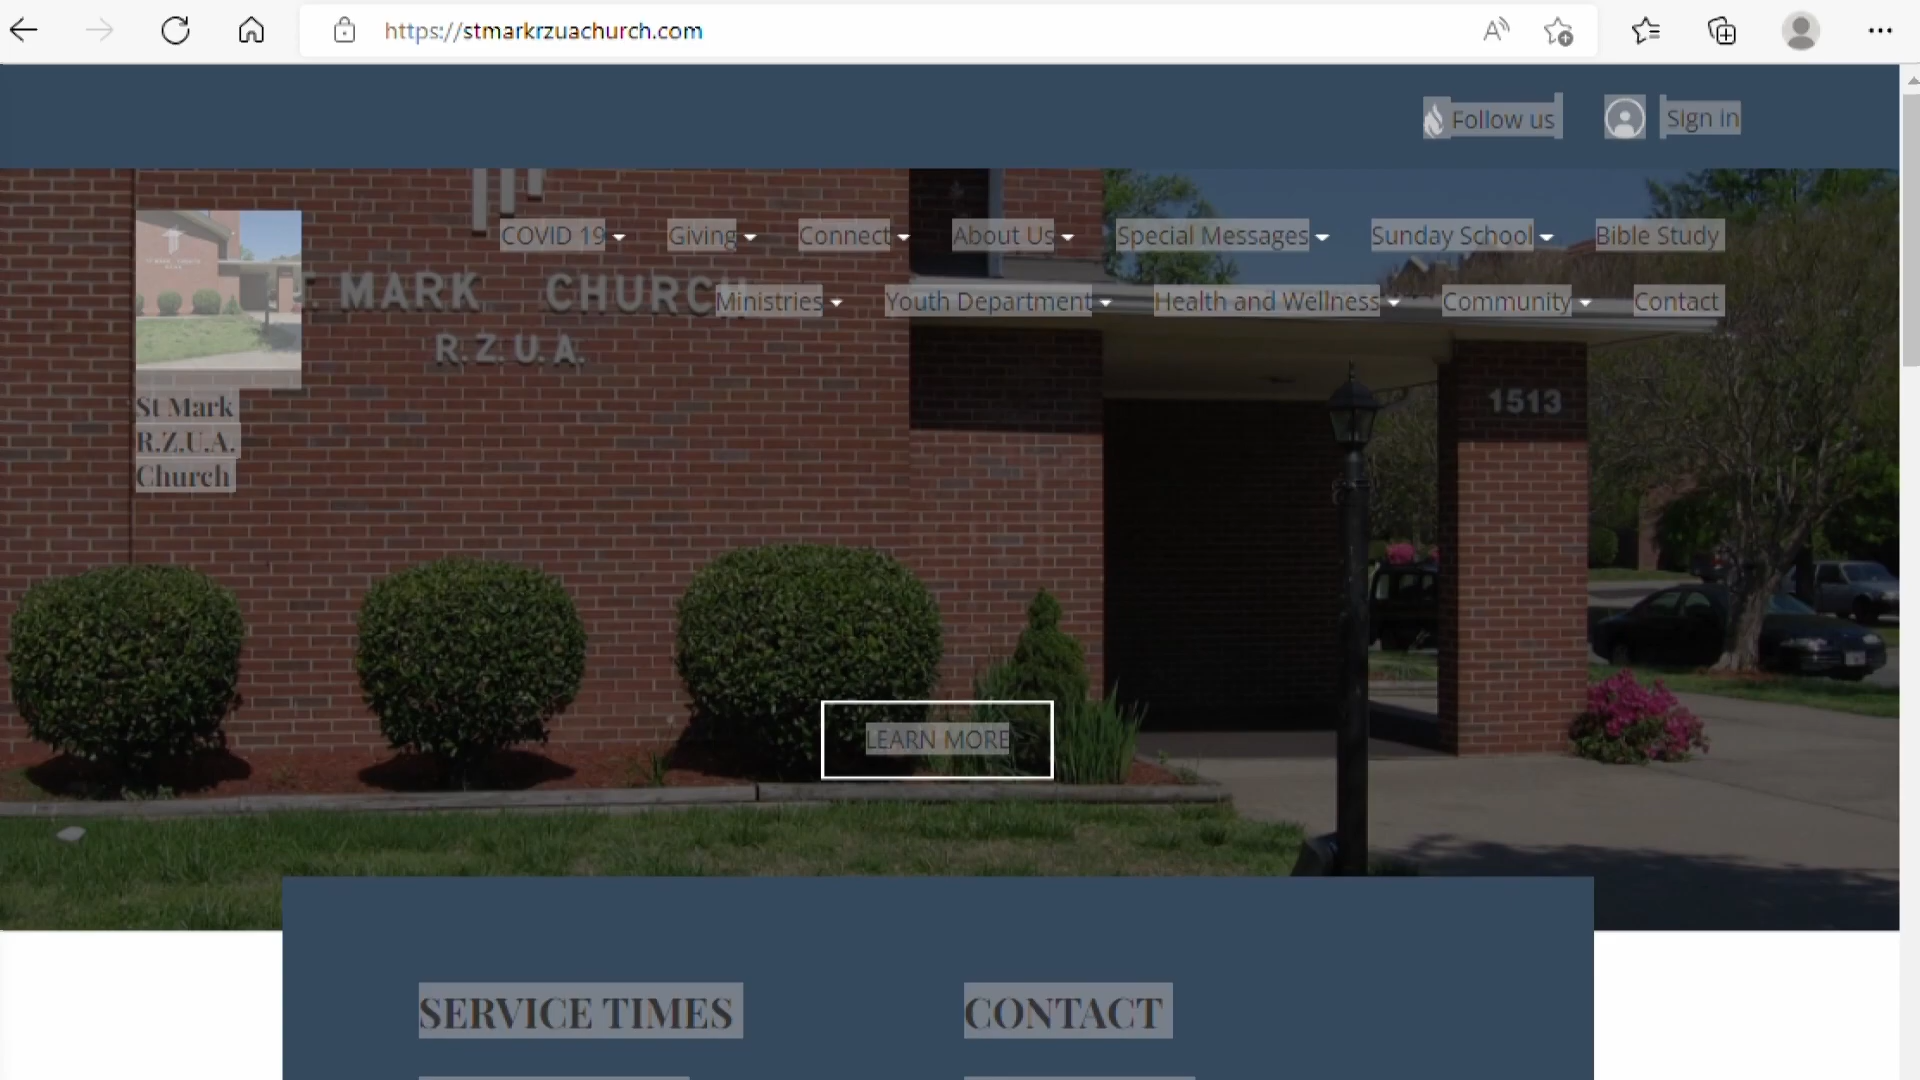 https://stmarkrzuachurch.com
Follow us
Sign in
COVID 19 Giving Connect About Us Special Messages Sunday School Bible Study
Ministries Youth Department Health and Wellness Community Contact
MARK CHURCH
R.Z.U.A.
1513
St Mark
R.Z.U.A.
Church
LEARN MORE
SERVICE TIMES
CONTACT